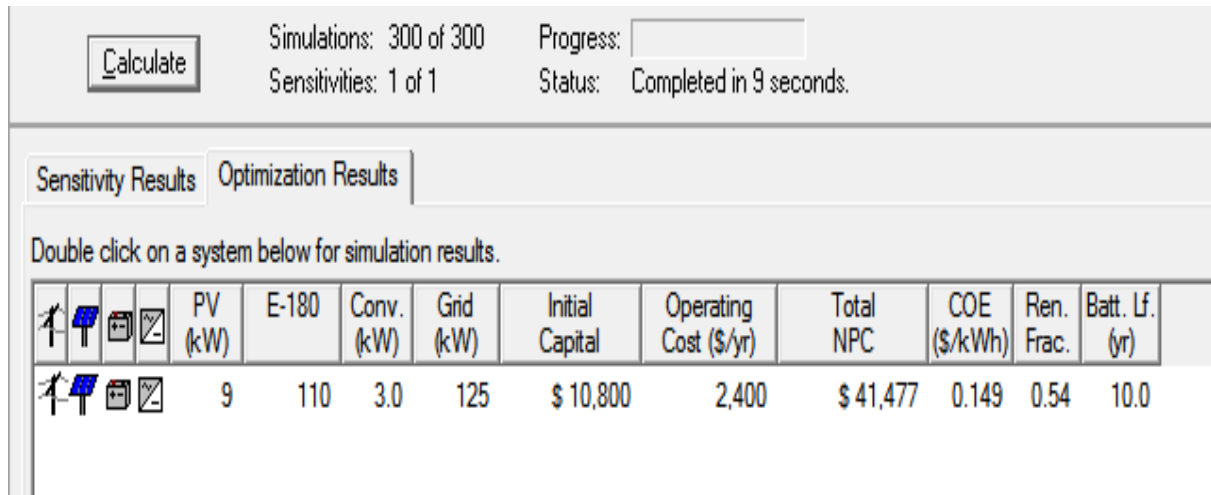 Calculate
Simulations: 300 of 300 Progress:
Sensitivities: 1 of 1 Status: Completed in 9 seconds.
Sensitivity Results Optimization Results
Double click on a system below for simulation results.
PV (kW) E-180 Conv. (kW) Grid (kW) Initial Capital Operating Cost ($/yr) Total NPC COE ($/kWh) Ren. Frac. Batt. Lf. (yr)
9 110 3.0 125 $ 10,800 2,400 $ 41,477 0.149 0.54 10.0